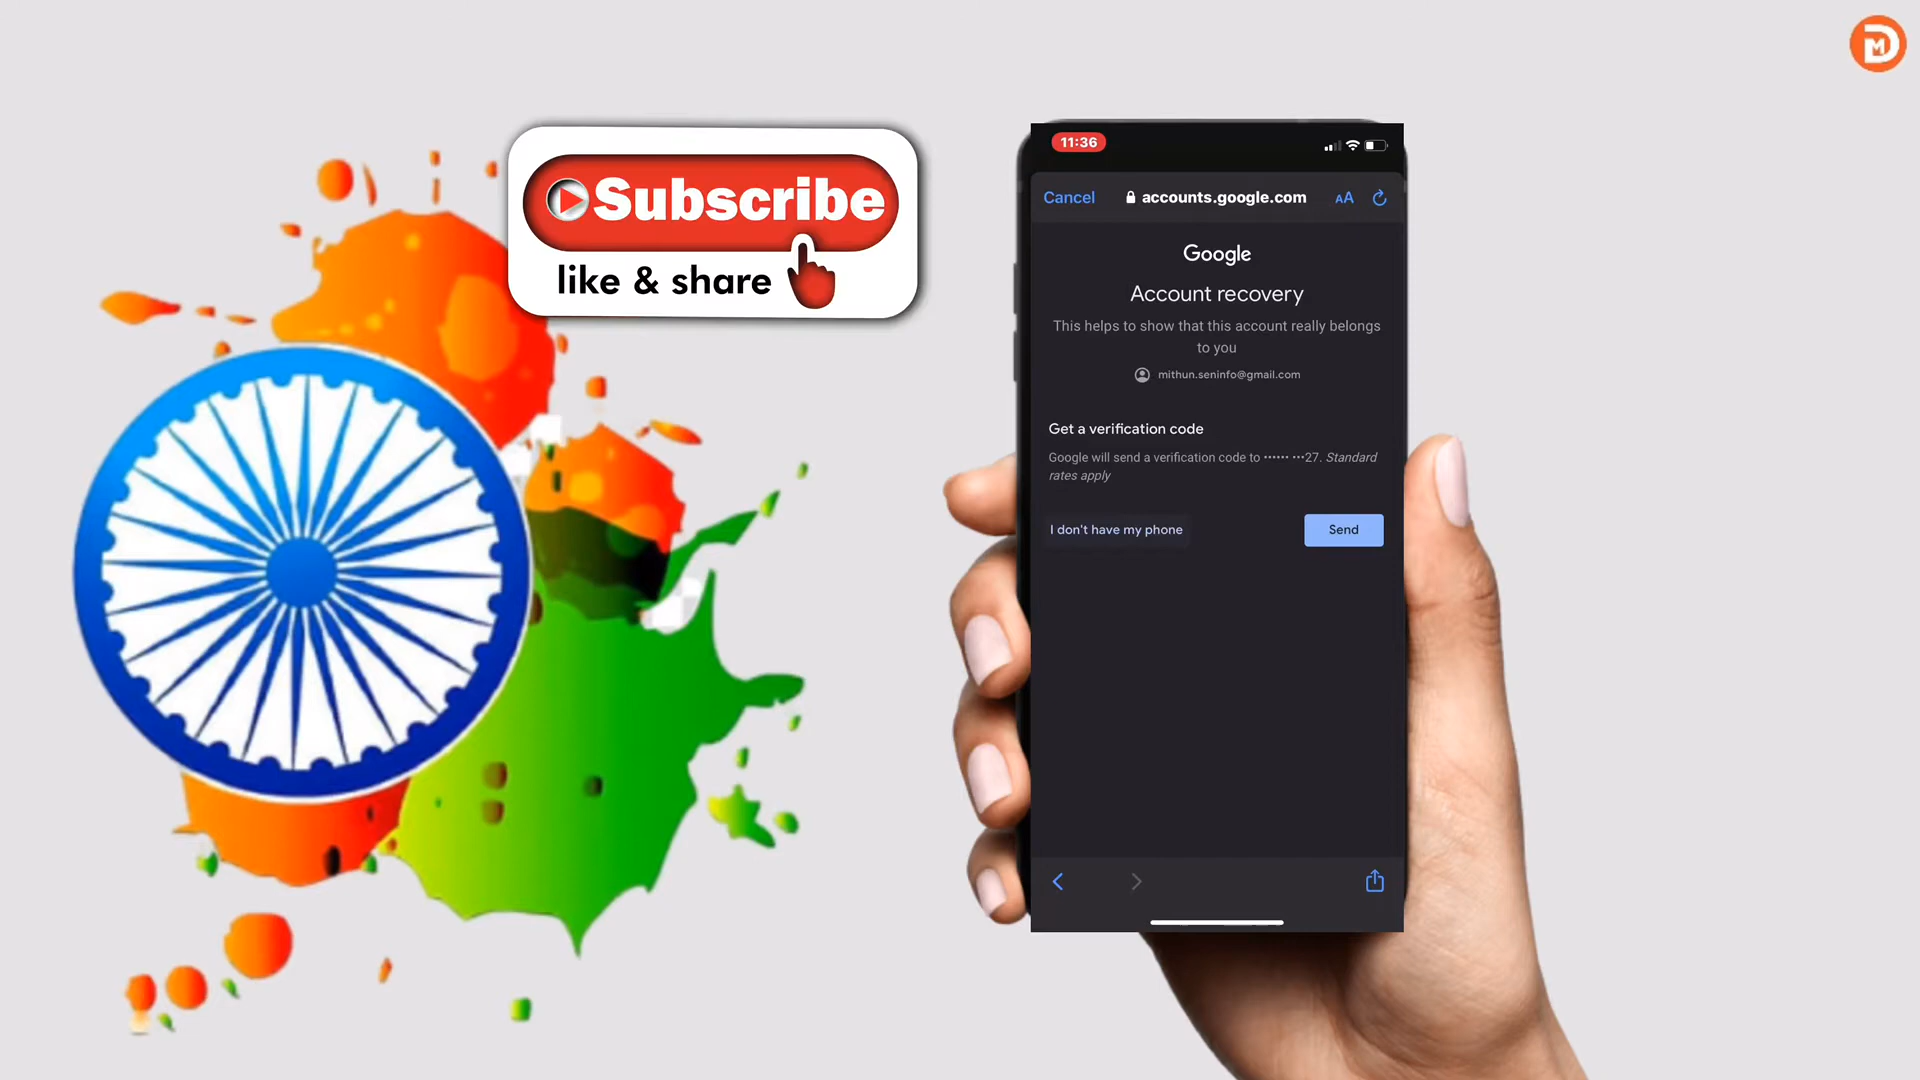 Subscribe
like & share
11:36
Cancel
accounts.google.com
AA
Google
Account recovery
This helps to show that this account really belongs
to you
mithun.seninfo@gmail.com
Get a verification code
Google will send a verification code to •••••• •••27. Standard
rates apply
I don't have my phone
Send
DM